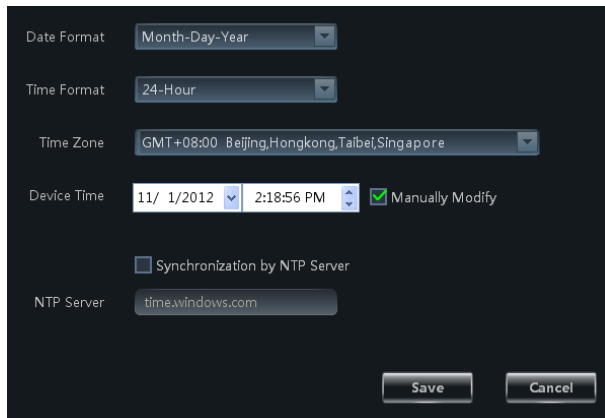 Date Format Month-Day-Year
Time Format 24-Hour
Time Zone GMT+08:00 Beijing,Hongkong,Taibei,Singapore
Device Time 11/ 1/2012 2:18:56 PM Manually Modify
Synchronization by NTP Server
NTP Server time.windows.com
Save Cancel